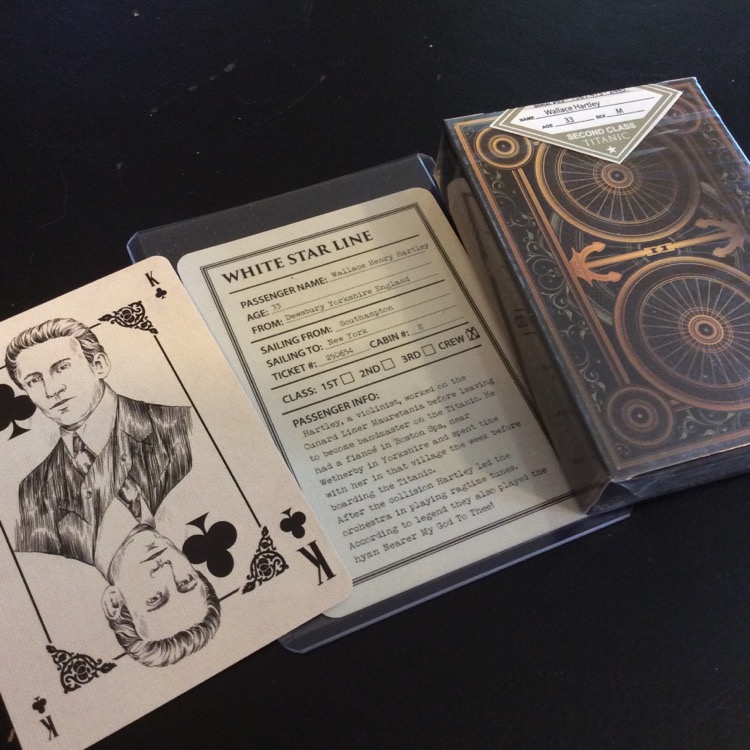 K
K
K
WHITE STAR LINE
PASSENGER NAME: Wallace Henry Hartley
AGE: 33
FROM: Dewsbury Yorkshire England
SAILING FROM: Southampton
SAILING TO: New York
TICKET #: 250654 CABIN #: E
CLASS: 1ST 2ND 3RD CREW
PASSENGER INFO:
Hartley, a violinist, worked on the
Cunard Liner Mauretania before leaving
to become bandmaster on the Titanic. He
had a fiancé in Boston Spa, near
Wetherby in Yorkshire and spent time
with her in that village the week before
boarding the Titanic.
After the collision Hartley led the
orchestra in playing ragtime tunes.
According to legend they also played the
hymn Nearer My God To Thee!
NAME Wallace Hartley
AGE 33 SEX M
SECOND CLASS
TITANIC